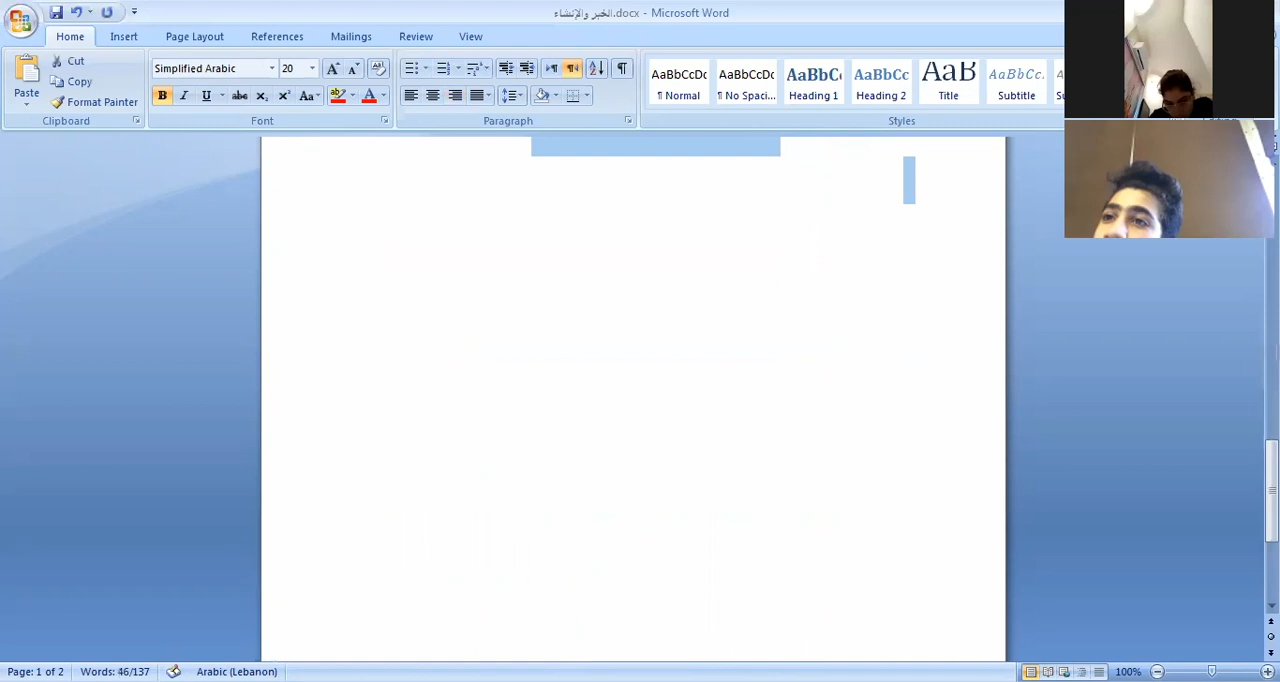 الخبر والإنشاء.docx - Microsoft Word
Home Insert Page Layout References Mailings Review View
Paste
Cut
Copy
Format Painter
Clipboard
Simplified Arabic 20
Font
Paragraph
AaBbCcDc AaBbCcDc AaBbC AaBbCc AaB AaBbCc.
¶ Normal ¶ No Spaci... Heading 1 Heading 2 Title Subtitle
Styles
Page: 1 of 2 Words: 46/137 Arabic (Lebanon) 100%